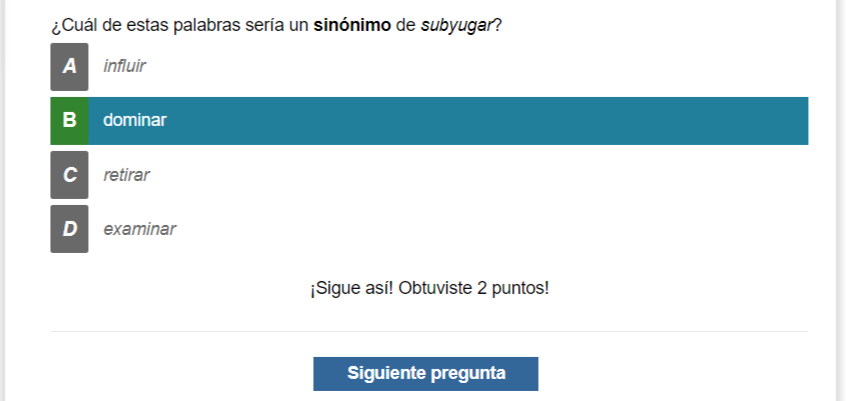 ¿Cuál de estas palabras sería un sinónimo de subyugar?
A influir
B dominar
C retirar
D examinar
¡Sigue así! Obtuviste 2 puntos!
Siguiente pregunta